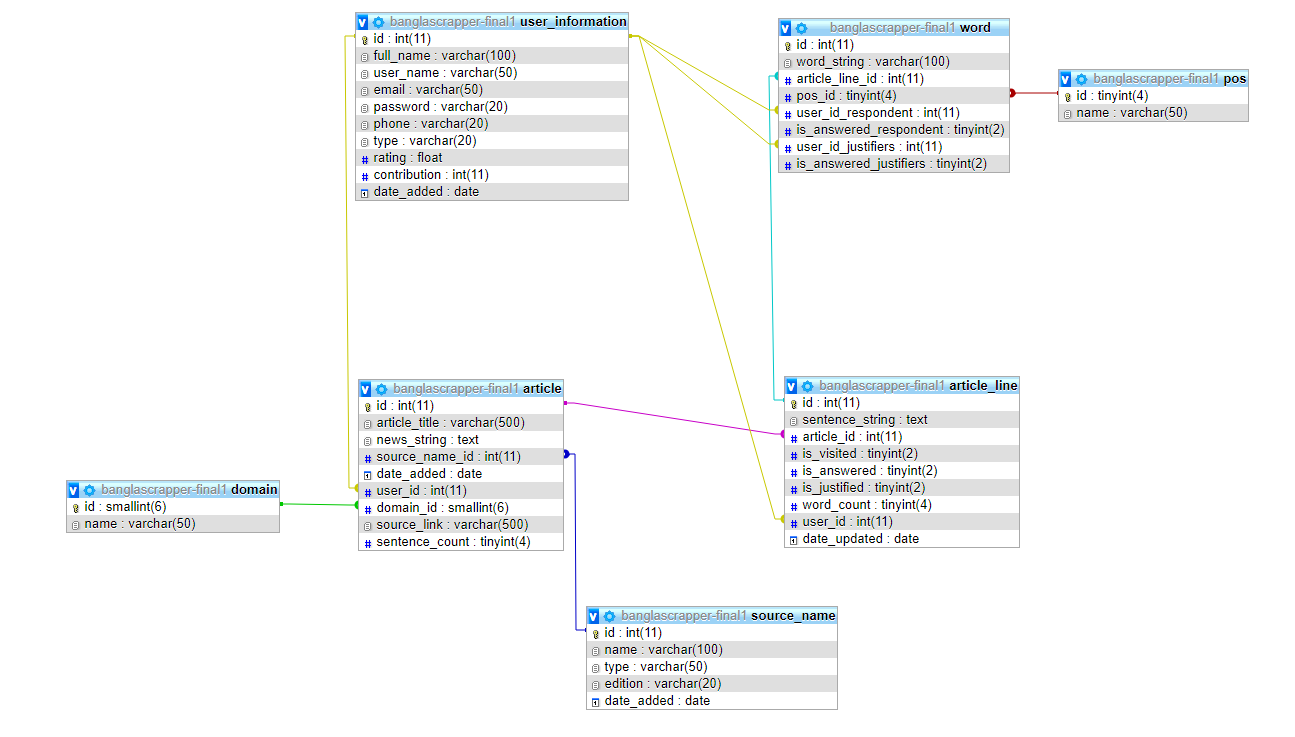 banglascrapper-final1 user_information
id : int(11)
full_name : varchar(100)
user_name : varchar(50)
email : varchar(50)
password : varchar(20)
phone : varchar(20)
type : varchar(20)
rating : float
contribution : int(11)
date_added : date
banglascrapper-final1 word
id : int(11)
word_string : varchar(100)
article_line_id : int(11)
pos_id : tinyint(4)
user_id_respondent : int(11)
is_answered_respondent : tinyint(2)
user_id_justifiers : int(11)
is_answered_justifiers : tinyint(2)
banglascrapper-final1 pos
id : tinyint(4)
name : varchar(50)
banglascrapper-final1 article
id : int(11)
article_title : varchar(500)
news_string : text
source_name_id : int(11)
date_added : date
user_id : int(11)
domain_id : smallint(6)
source_link : varchar(500)
sentence_count : tinyint(4)
banglascrapper-final1 article_line
id : int(11)
sentence_string : text
article_id : int(11)
is_visited : tinyint(2)
is_answered : tinyint(2)
is_justified : tinyint(2)
word_count : tinyint(4)
user_id : int(11)
date_updated : date
banglascrapper-final1 domain
id : smallint(6)
name : varchar(50)
banglascrapper-final1 source_name
id : int(11)
name : varchar(100)
type : varchar(50)
edition : varchar(20)
date_added : date